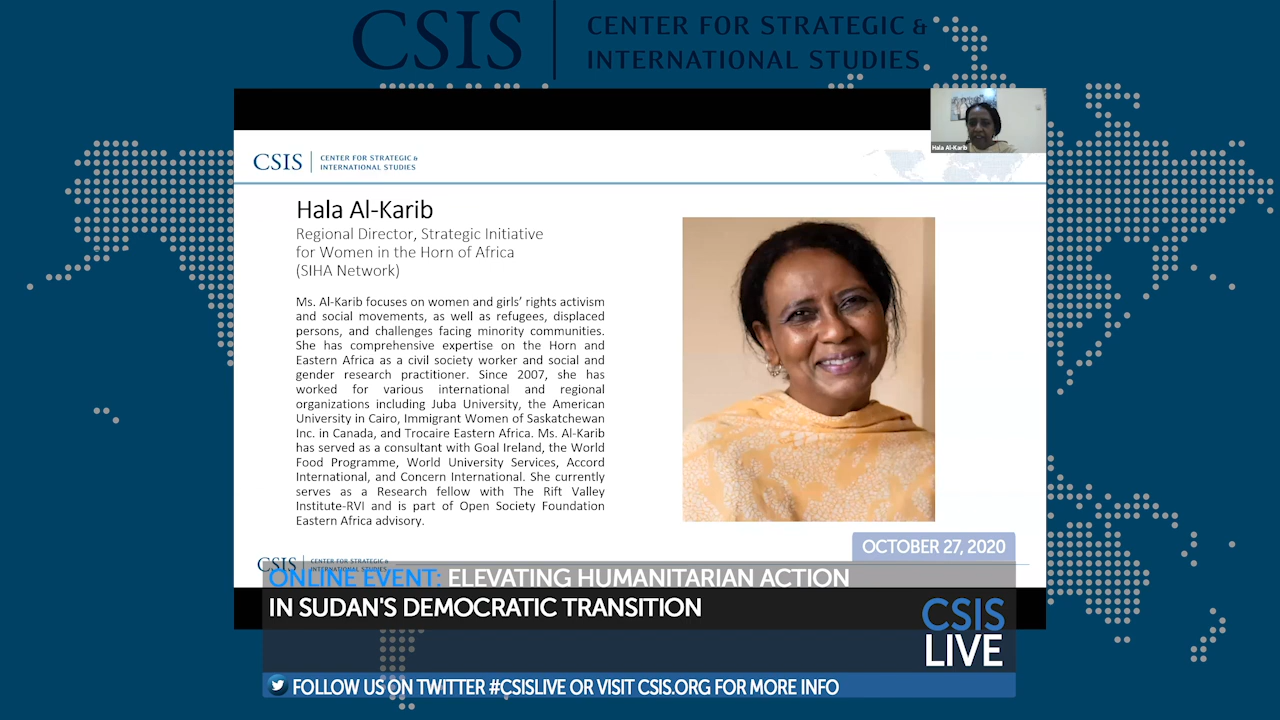 CSIS
CENTER FOR STRATEGIC &
INTERNATIONAL STUDIES
Hala Al-Karib
CSIS
CENTER FOR STRATEGIC &
INTERNATIONAL STUDIES
Hala Al-Karib
Regional Director, Strategic Initiative
for Women in the Horn of Africa
(SIHA Network)
Ms. Al-Karib focuses on women and girls’ rights activism
and social movements, as well as refugees, displaced
persons, and challenges facing minority communities.
She has comprehensive expertise on the Horn and
Eastern Africa as a civil society worker and social and
gender research practitioner. Since 2007, she has
worked for various international and regional
organizations including Juba University, the American
University in Cairo, Immigrant Women of Saskatchewan
Inc. in Canada, and Trocaire Eastern Africa. Ms. Al-Karib
has served as a consultant with Goal Ireland, the World
Food Programme, World University Services, Accord
International, and Concern International. She currently
serves as a Research fellow with The Rift Valley
Institute-RVI and is part of Open Society Foundation
Eastern Africa advisory.
OCTOBER 27, 2020
CSIS
CENTER FOR STRATEGIC &
INTERNATIONAL STUDIES
ONLINE EVENT: ELEVATING HUMANITARIAN ACTION
IN SUDAN'S DEMOCRATIC TRANSITION
CSIS
LIVE
FOLLOW US ON TWITTER #CSISLIVE OR VISIT CSIS.ORG FOR MORE INFO